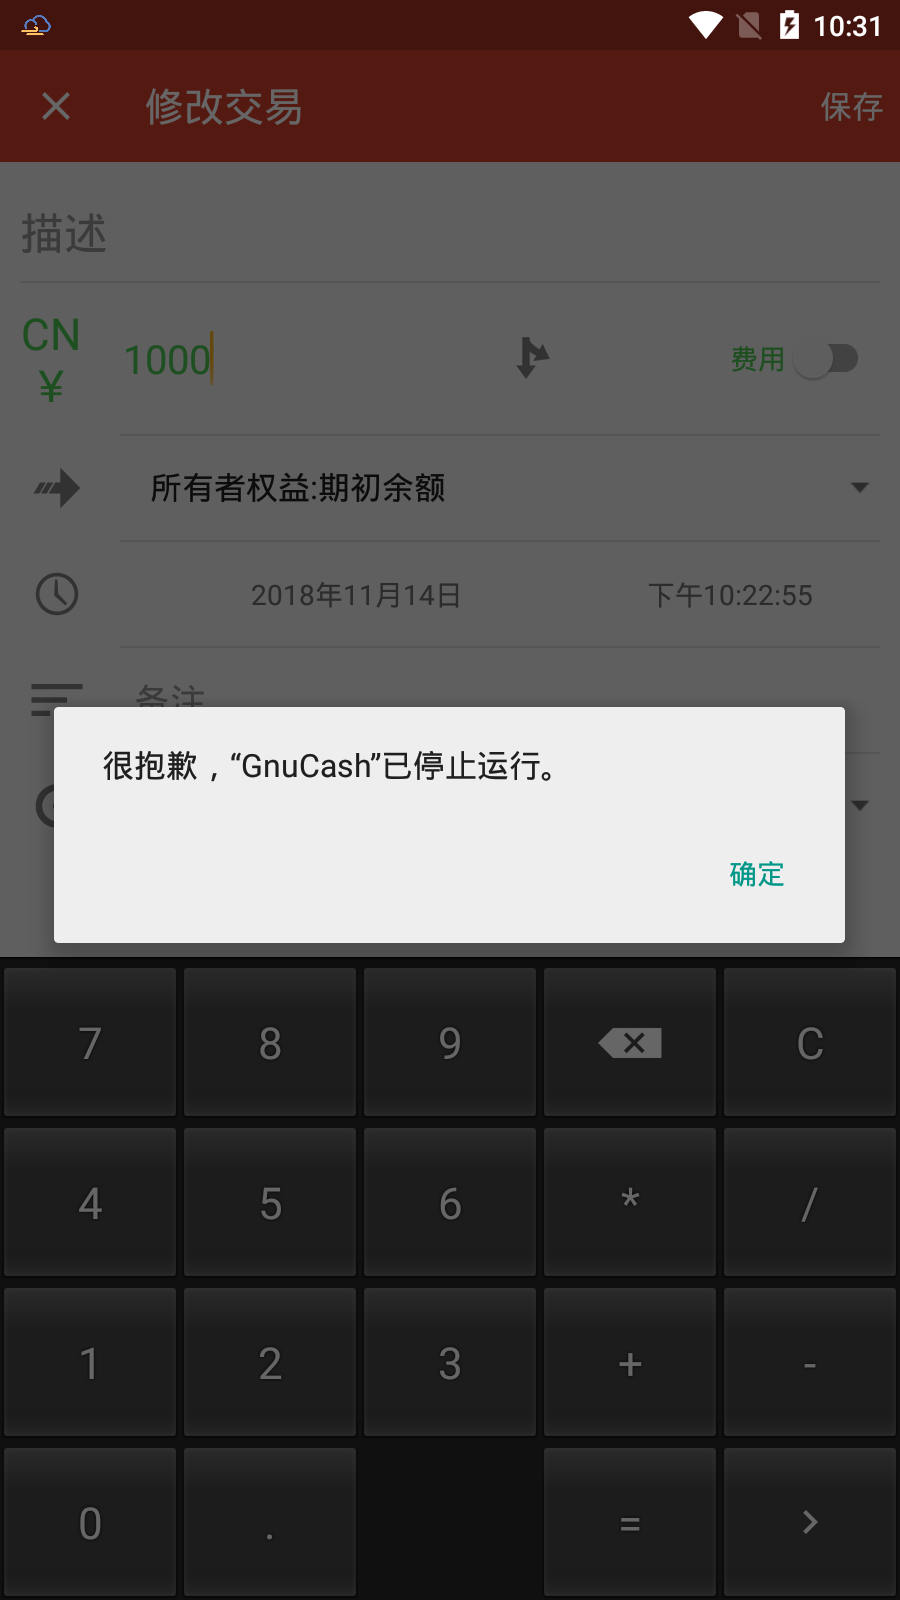 10:31
修改交易
保存
描述
CN
¥
1000
费用
所有者权益:期初余额
2018年11月14日
下午10:22:55
备注
很抱歉，“GnuCash”已停止运行。
确定
7 8 9 C
4 5 6 * /
1 2 3 + -
0 . = >